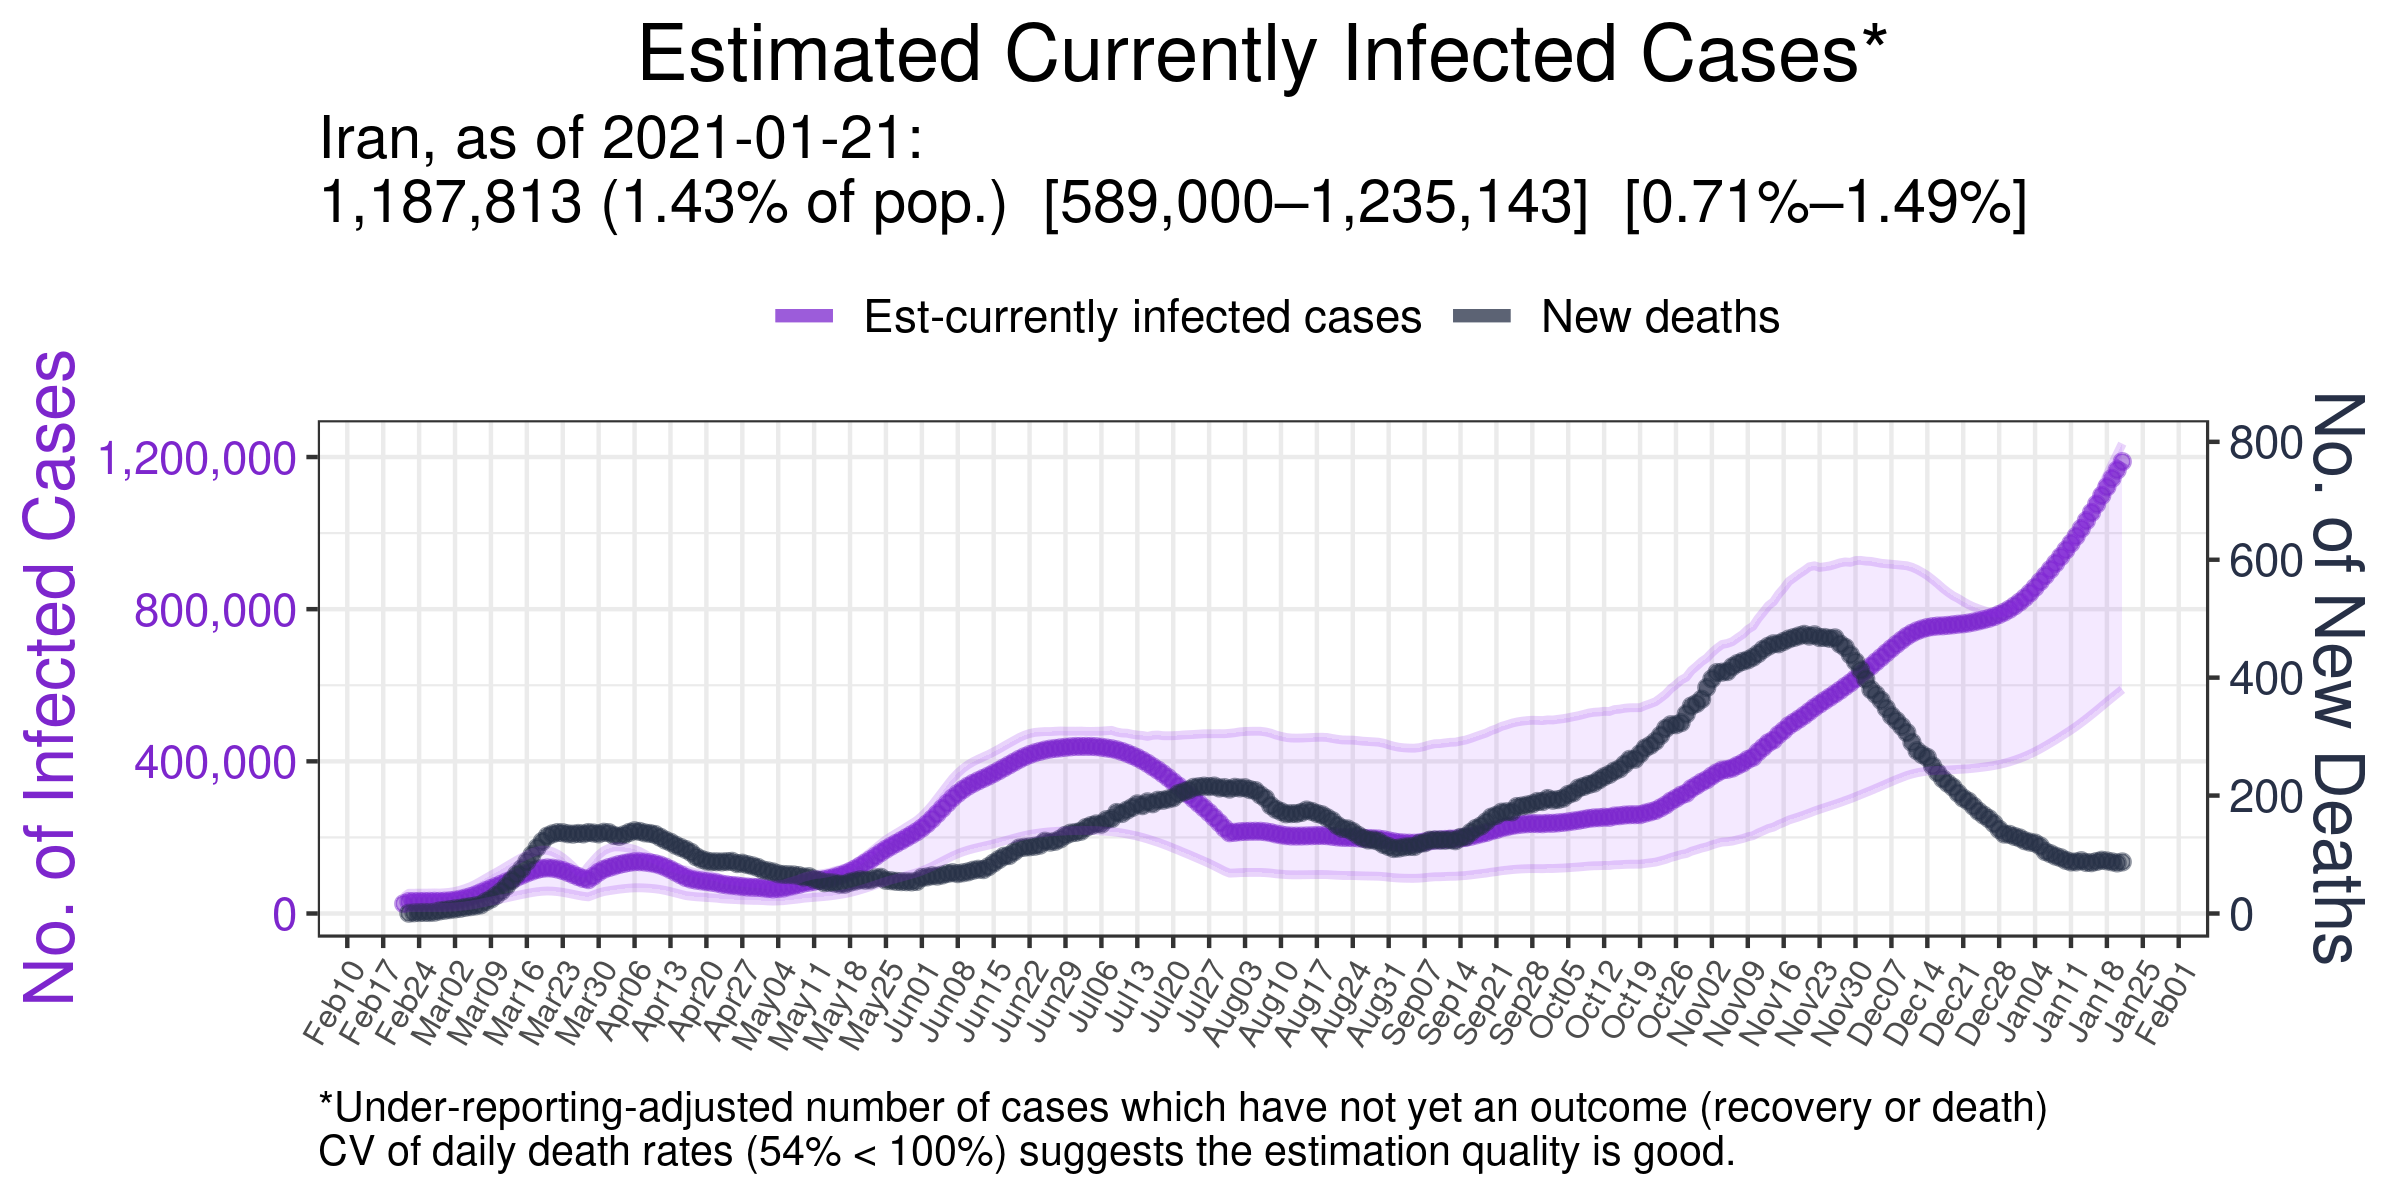 Estimated Currently Infected Cases*
Iran, as of 2021-01-21:
1,187,813 (1.43% of pop.) [589,000–1,235,143] [0.71%–1.49%]
Est-currently infected cases New deaths
No. of Infected Cases
1,200,000
800,000
400,000
0
800
600
400
200
0
No. of New Deaths
Feb10 Feb17 Feb24 Mar02 Mar09 Mar16 Mar23 Mar30 Apr06 Apr13 Apr20 Apr27 May04 May11 May18 May25 Jun01 Jun08 Jun15 Jun22 Jun29 Jul06 Jul13 Jul20 Jul27 Aug03 Aug10 Aug17 Aug24 Aug31 Sep07 Sep14 Sep21 Sep28 Oct05 Oct12 Oct19 Oct26 Nov02 Nov09 Nov16 Nov23 Nov30 Dec07 Dec14 Dec21 Dec28 Jan04 Jan11 Jan18 Jan25 Feb01
*Under-reporting-adjusted number of cases which have not yet an outcome (recovery or death)
CV of daily death rates (54% < 100%) suggests the estimation quality is good.